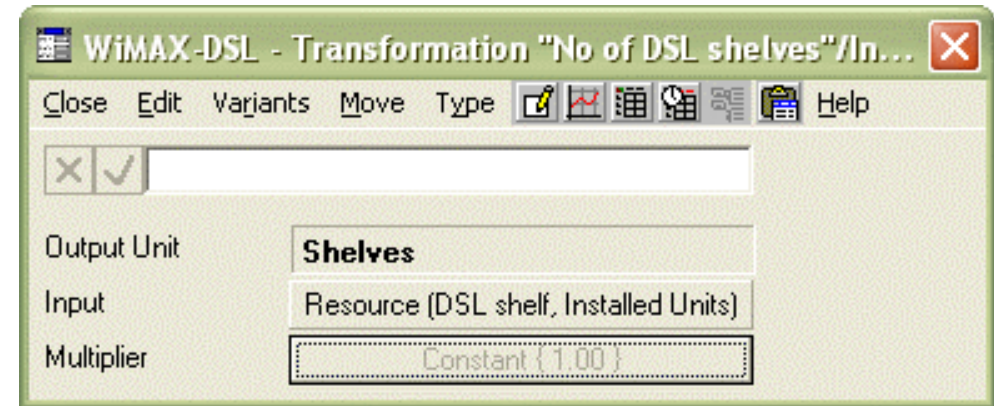 WiMAX-DSL - Transformation "No of DSL shelves"/In...
Close Edit Variants Move Type Help
Output Unit Shelves
Input Resource (DSL shelf, Installed Units)
Multiplier Constant { 1.00 }